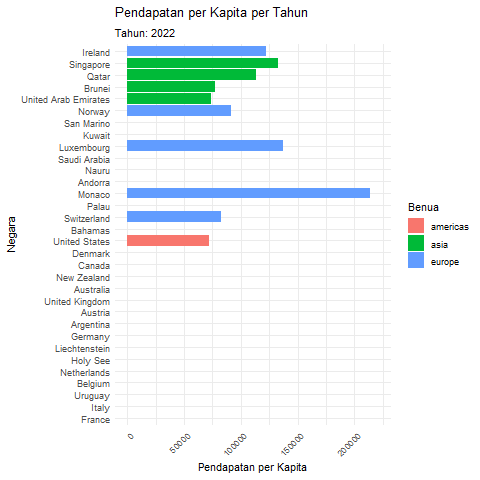 Pendapatan per Kapita per Tahun
Tahun: 2022
Negara
Ireland
Singapore
Qatar
Brunei
United Arab Emirates
Norway
San Marino
Kuwait
Luxembourg
Saudi Arabia
Nauru
Andorra
Monaco
Palau
Switzerland
Bahamas
United States
Denmark
Canada
New Zealand
Australia
United Kingdom
Austria
Argentina
Germany
Liechtenstein
Holy See
Netherlands
Belgium
Uruguay
Italy
France
0
50000
100000
150000
200000
Pendapatan per Kapita
Benua
americas
asia
europe